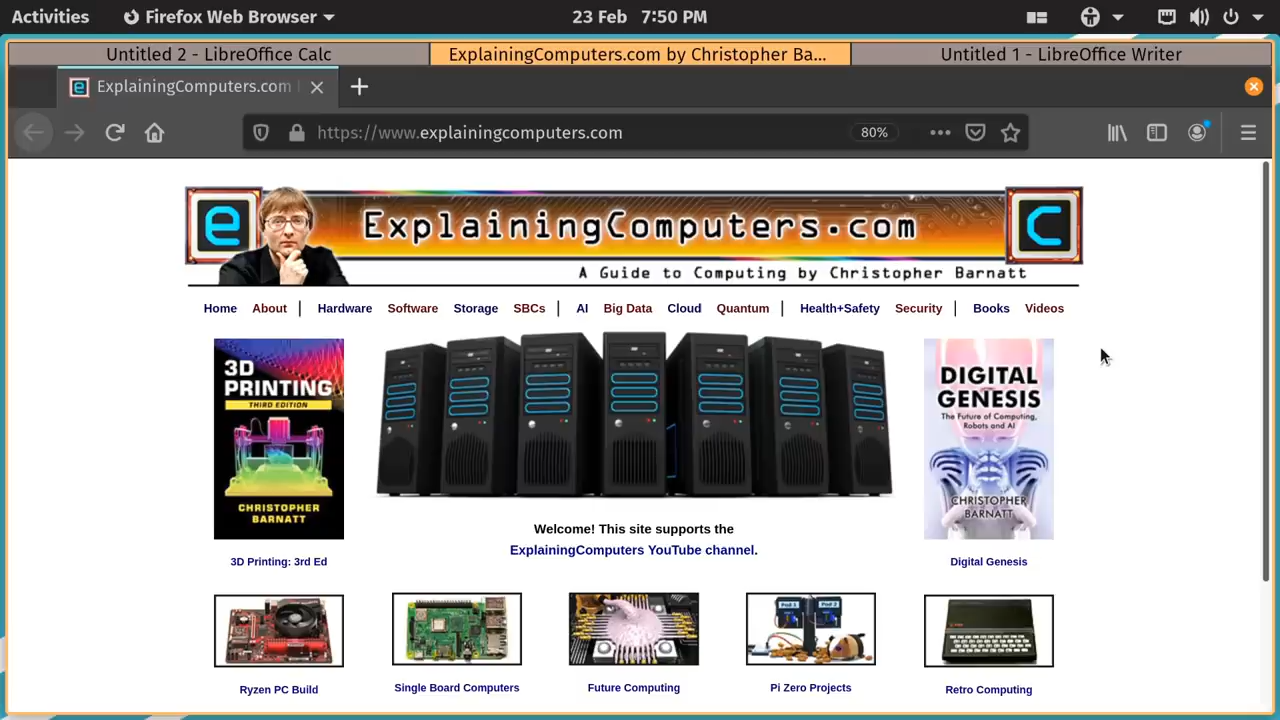 Activities Firefox Web Browser 23 Feb 7:50 PM
Untitled 2 - LibreOffice Calc ExplainingComputers.com by Christopher Ba... Untitled 1 - LibreOffice Writer
ExplainingComputers.com
https://www.explainingcomputers.com 80%
e ExplainingComputers.com C
A Guide to Computing by Christopher Barnatt
Home About | Hardware Software Storage SBCs | AI Big Data Cloud Quantum | Health+Safety Security | Books Videos
3D
PRINTING
THIRD EDITION
CHRISTOPHER
BARNATT
3D Printing: 3rd Ed
Welcome! This site supports the
ExplainingComputers YouTube channel.
DIGITAL
GENESIS
The Future of Computing,
Robots and AI
CHRISTOPHER
BARNATT
Digital Genesis
Pod 1 Pod 2
Ryzen PC Build Single Board Computers Future Computing Pi Zero Projects Retro Computing